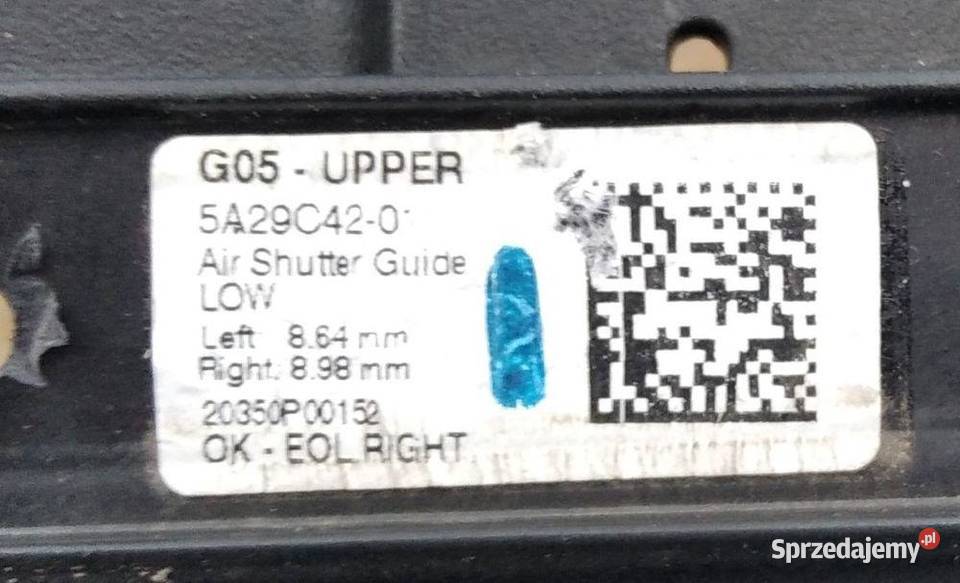 G05 - UPPER
5A29C42-01
Air Shutter Guide
LOW
Left: 8.64 mm
Right: 8.98 mm
20350P00152
OK - EOL RIGHT
Sprzedajemy.pl